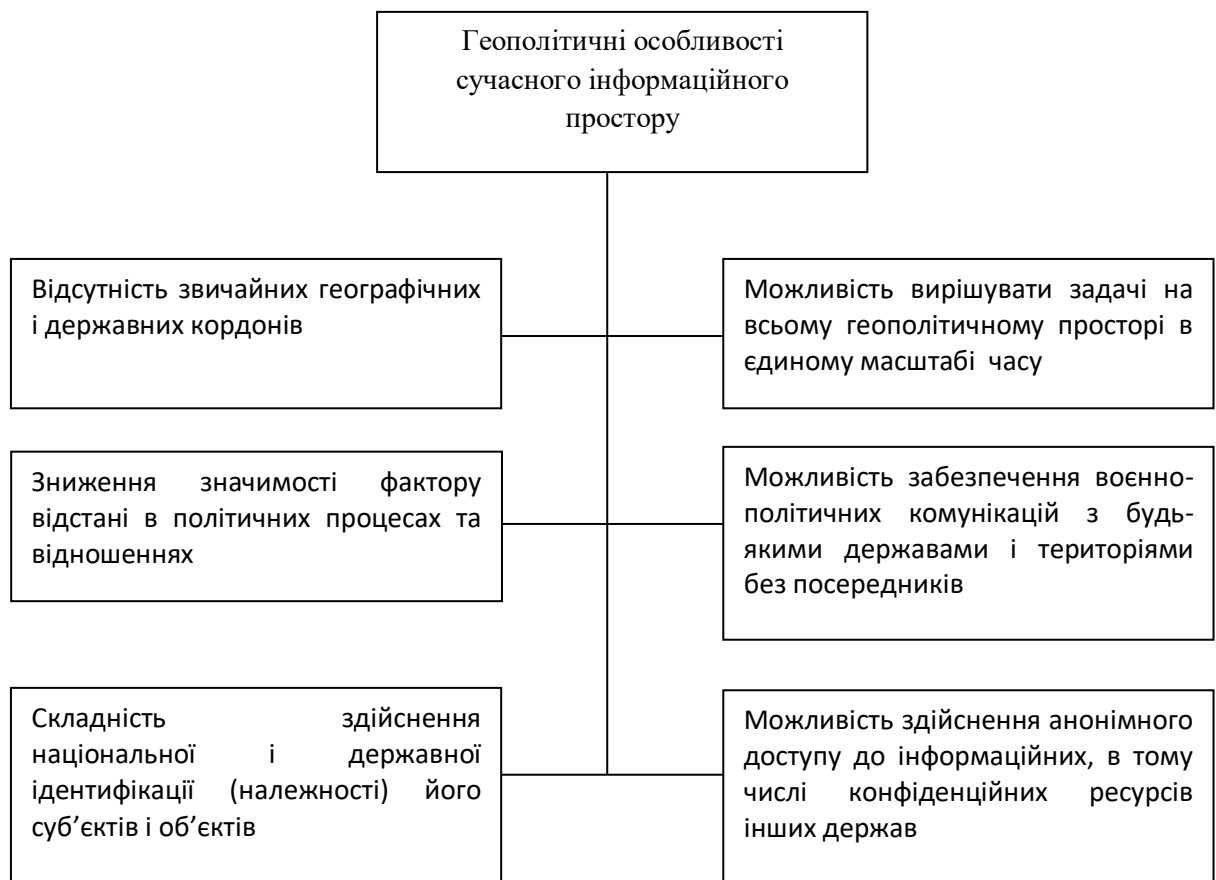 Геополітичні особливості
сучасного інформаційного
простору
Відсутність звичайних географічних
і державних кордонів
Можливість вирішувати задачі на
всьому геополітичному просторі в
єдиному масштабі часу
Зниження значимості фактору
відстані в політичних процесах та
відношеннях
Можливість забезпечення воєнно-
політичних комунікацій з будь-
якими державами і територіями
без посередників
Складність здійснення
національної і державної
ідентифікації (належності) його
суб’єктів і об’єктів
Можливість здійснення анонімного
доступу до інформаційних, в тому
числі конфіденційних ресурсів
інших держав